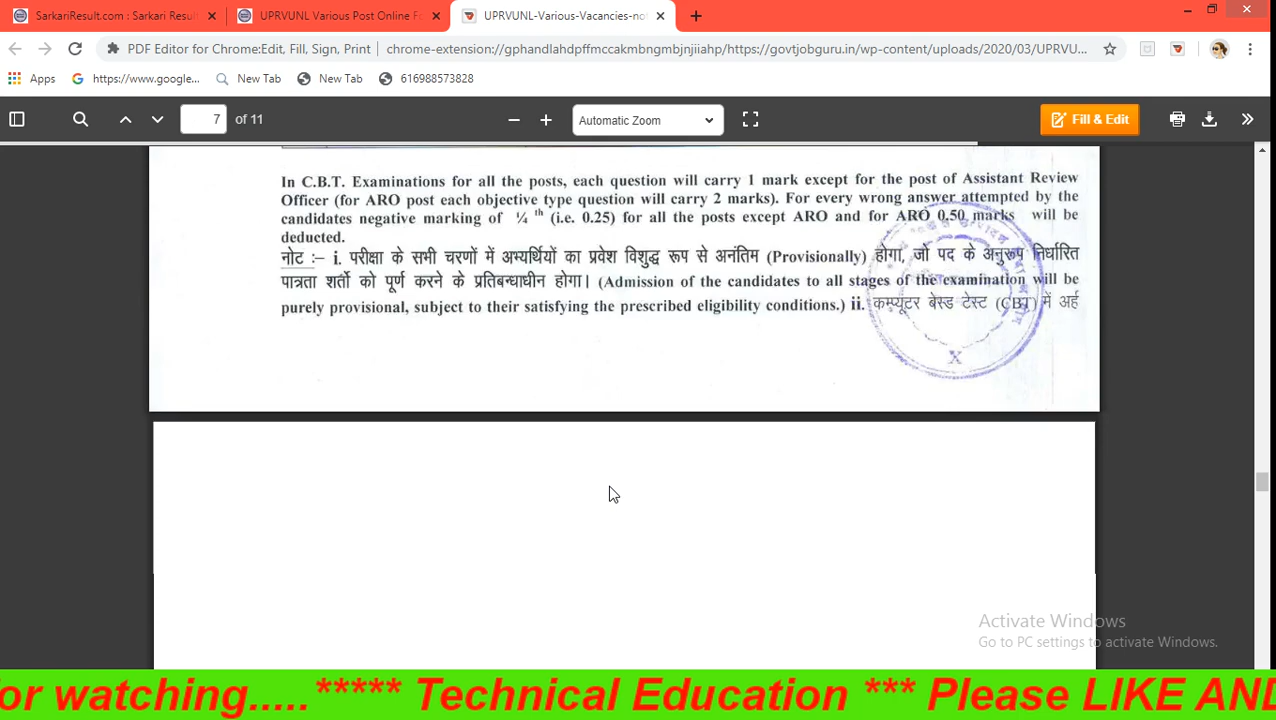 SarkariResult.com : Sarkari Resul
UPRVUNL Various Post Online Fo
UPRVUNL-Various-Vacancies-no
PDF Editor for Chrome:Edit, Fill, Sign, Print
chrome-extension://gphandlahdpffmccakmbngmbjnjiiahp/https://govtjobguru.in/wp-content/uploads/2020/03/UPRVU...
Apps
https://www.google...
New Tab
New Tab
616988573828
7 of 11
Automatic Zoom
Fill & Edit
In C.B.T. Examinations for all the posts, each question will carry 1 mark except for the post of Assistant Review
Officer (for ARO post each objective type question will carry 2 marks). For every wrong answer attempted by the
candidates negative marking of ¼ th (i.e. 0.25) for all the posts except ARO and for ARO 0.50 marks will be
deducted.
नोट :– i. परीक्षा के सभी चरणों में अभ्यर्थियों का प्रवेश विशुद्ध रूप से अनंतिम (Provisionally) होगा, जो पद के अनुरूप निर्धारित
पात्रता शर्तो को पूर्ण करने के प्रतिबन्धाधीन होगा। (Admission of the candidates to all stages of the examination will be
purely provisional, subject to their satisfying the prescribed eligibility conditions.) ii. कम्प्यूटर बेस्ड टेस्ट (CBT) में अर्ह
X
Activate Windows
Go to PC settings to activate Windows.
or watching..... ***** Technical Education *** Please LIKE AND